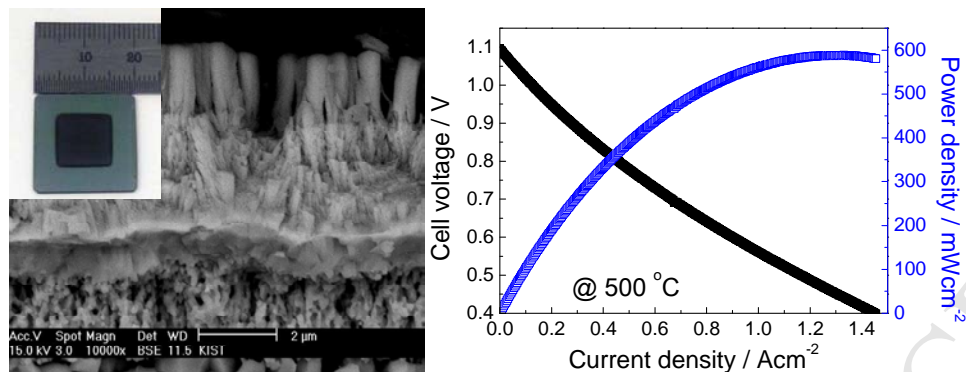 10 20
Acc.V Spot Magn Det WD 2 µm
15.0 kV 3.0 10000x BSE 11.5 KIST
1.1
1.0
0.9
0.8
0.7
0.6
0.5
0.4
Cell voltage / V
@ 500 °C
600
500
400
300
200
100
0
Power density / mWcm⁻²
0.0 0.2 0.4 0.6 0.8 1.0 1.2 1.4
Current density / Acm⁻²